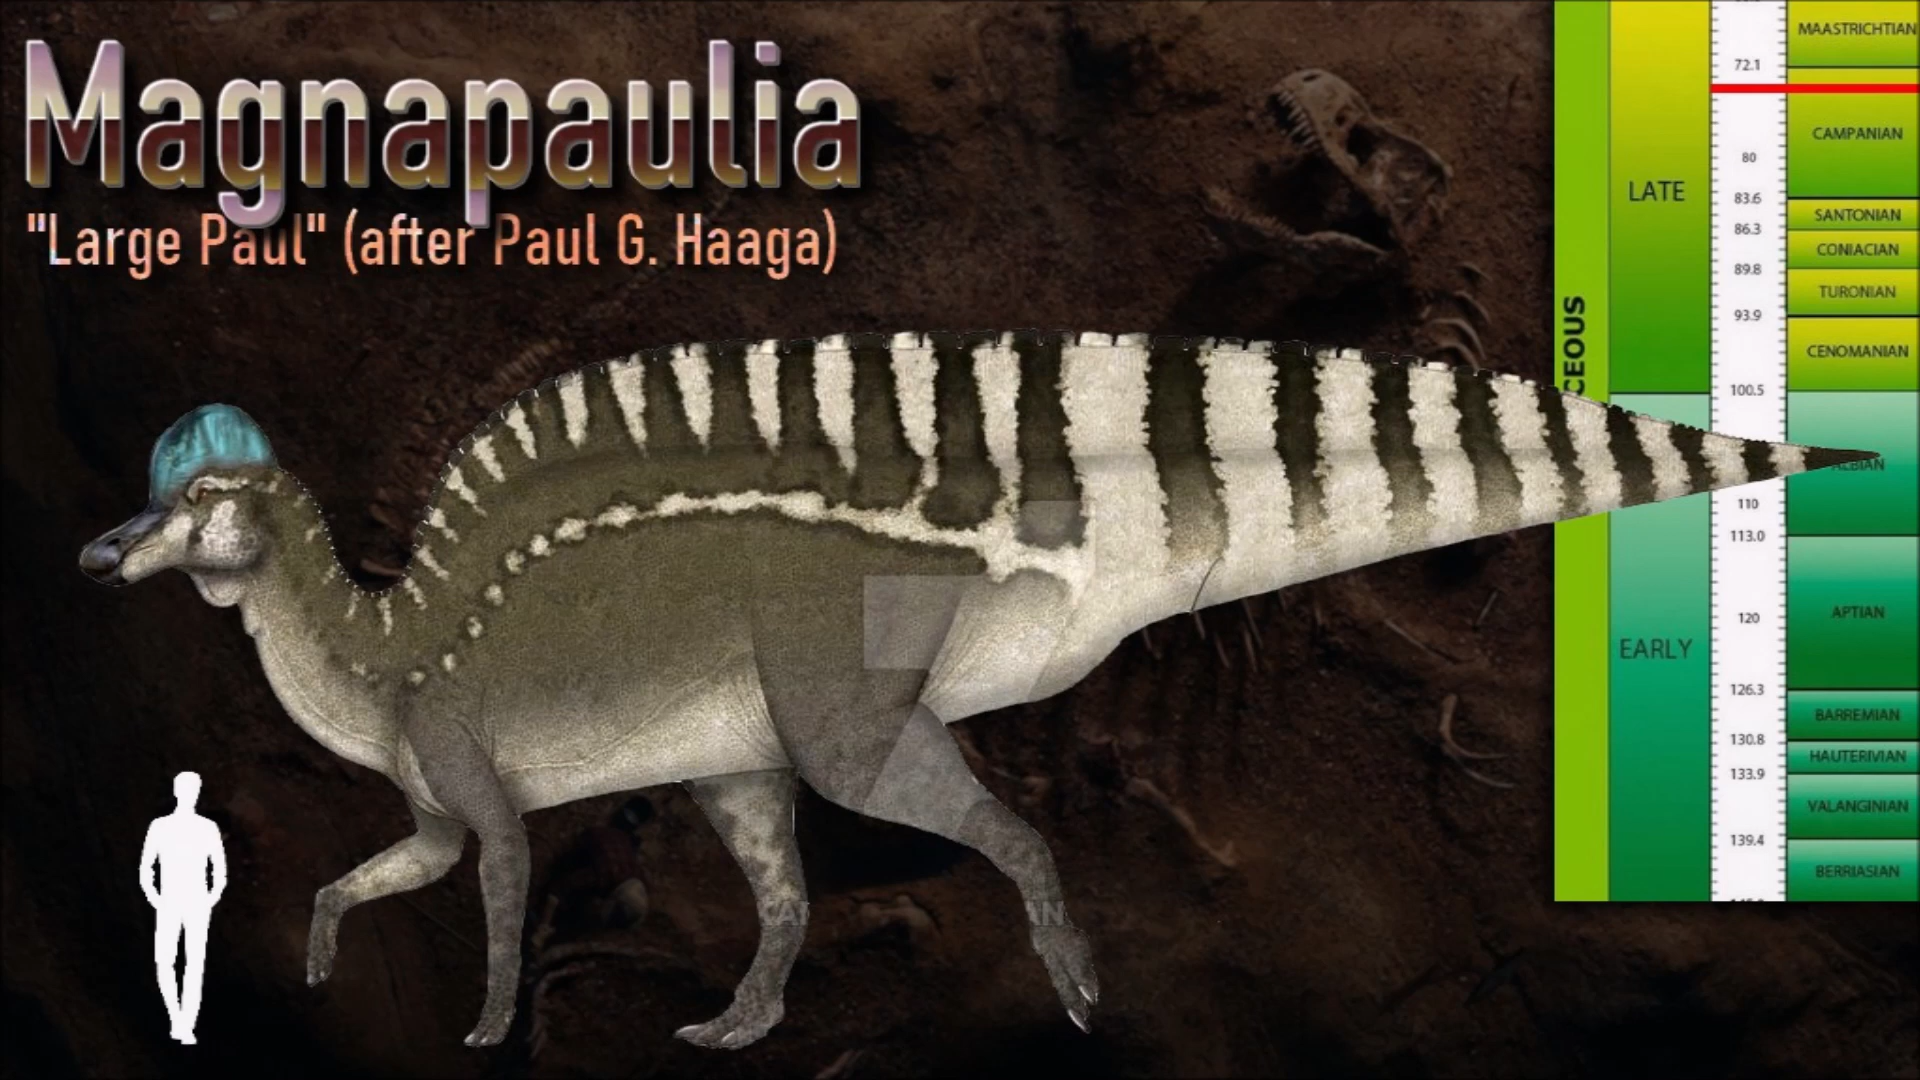 Magnapaulia
"Large Paul" (after Paul G. Haaga)
CEOUS
LATE
EARLY
72.1
80
83.6
86.3
89.8
93.9
100.5
110
113.0
120
126.3
130.8
133.9
139.4
MAASTRICHTIAN
CAMPANIAN
SANTONIAN
CONIACIAN
TURONIAN
CENOMANIAN
ALBIAN
APTIAN
BARREMIAN
HAUTERIVIAN
VALANGINIAN
BERRIASIAN